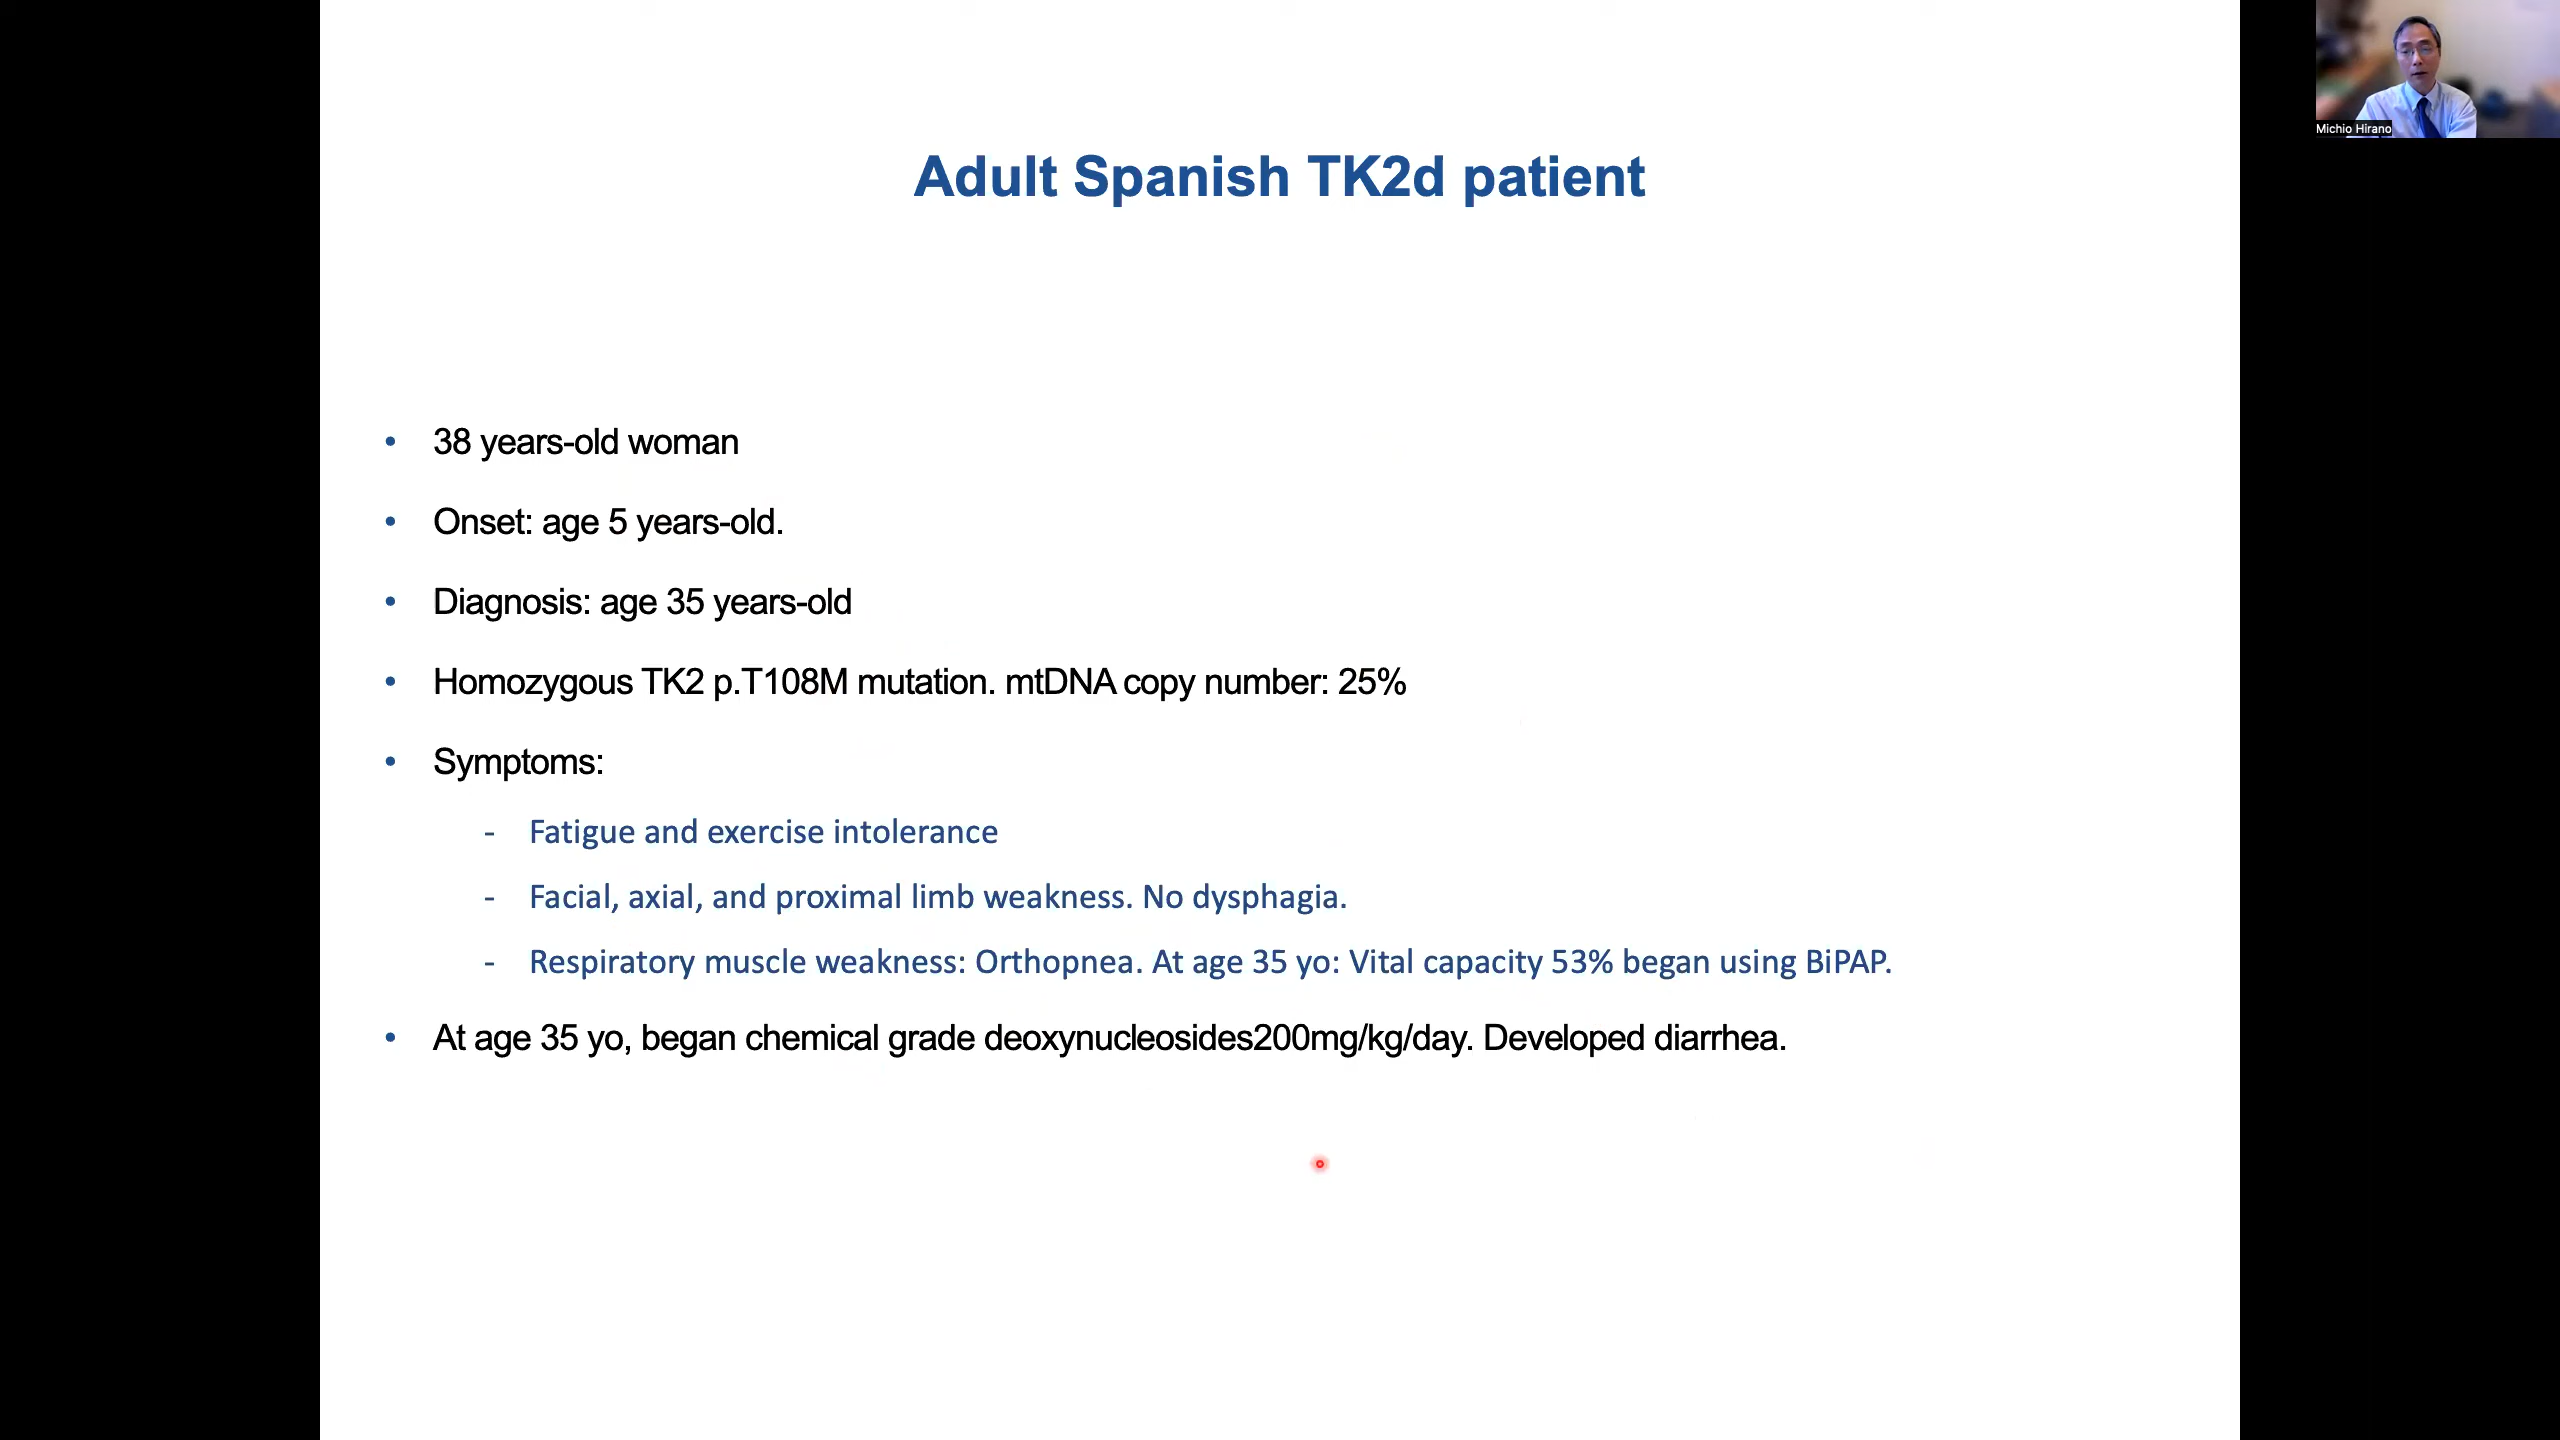 Michio Hirano
Adult Spanish TK2d patient
• 38 years-old woman
• Onset: age 5 years-old.
• Diagnosis: age 35 years-old
• Homozygous TK2 p.T108M mutation. mtDNA copy number: 25%
• Symptoms:
- Fatigue and exercise intolerance
- Facial, axial, and proximal limb weakness. No dysphagia.
- Respiratory muscle weakness: Orthopnea. At age 35 yo: Vital capacity 53% began using BiPAP.
• At age 35 yo, began chemical grade deoxynucleosides200mg/kg/day. Developed diarrhea.